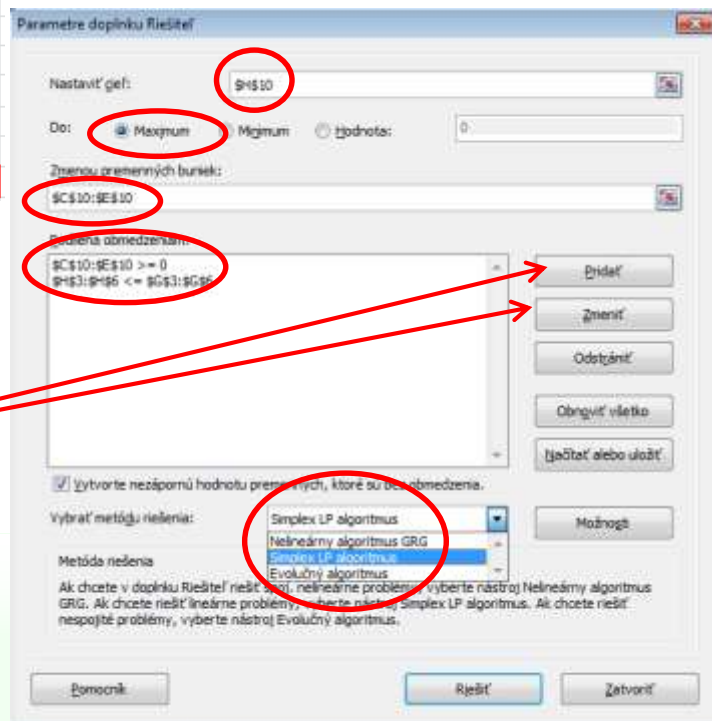 Parametre doplnku Riešiteľ
Nastaviť cieľ: $H$10
Do: Maximum Minimum Hodnota: 0
Zmenou premenných buniek:
$C$10:$E$10
obmedzeniam:
$C$10:$E$10 >= 0
$H$3:$H$6 <= $G$3:$G$6
Pridať
Zmeniť
Odstrániť
Obnoviť všetko
Načítať alebo uložiť
Vytvorte nezápornú hodnotu premenných, ktoré sú bez obmedzenia.
Vybrať metódu riešenia: Simplex LP algoritmus Možnosti
Nelineárny algoritmus GRG
Simplex LP algoritmus
Evolučný algoritmus
Metóda riešenia
Ak chcete v doplnku Riešiteľ riešiť spoj. nelineárne problémy, vyberte nástroj Nelineárny algoritmus
GRG. Ak chcete riešiť lineárne problémy, vyberte nástroj Simplex LP algoritmus. Ak chcete riešiť
nespojité problémy, vyberte nástroj Evolučný algoritmus.
Pomocník Riešiť Zatvoriť